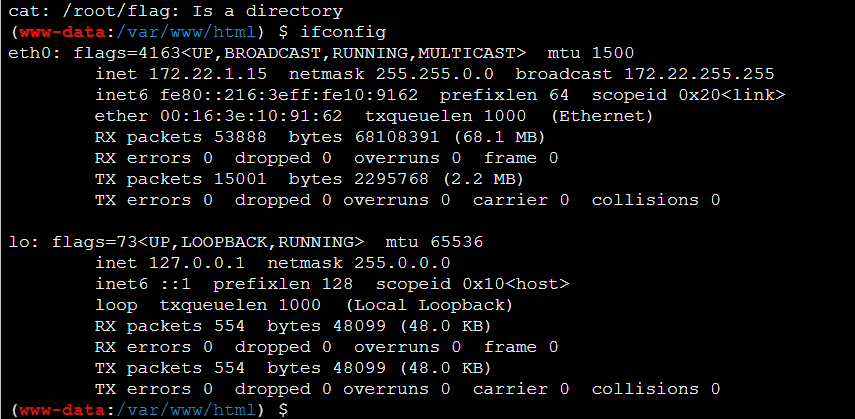 cat: /root/flag: Is a directory
(www-data:/var/www/html) $ ifconfig
eth0: flags=4163<UP,BROADCAST,RUNNING,MULTICAST>  mtu 1500
        inet 172.22.1.15  netmask 255.255.0.0  broadcast 172.22.255.255
        inet6 fe80::216:3eff:fe10:9162  prefixlen 64  scopeid 0x20<link>
        ether 00:16:3e:10:91:62  txqueuelen 1000  (Ethernet)
        RX packets 53888  bytes 68108391 (68.1 MB)
        RX errors 0  dropped 0  overruns 0  frame 0
        TX packets 15001  bytes 2295768 (2.2 MB)
        TX errors 0  dropped 0 overruns 0  carrier 0  collisions 0

lo: flags=73<UP,LOOPBACK,RUNNING>  mtu 65536
        inet 127.0.0.1  netmask 255.0.0.0
        inet6 ::1  prefixlen 128  scopeid 0x10<host>
        loop  txqueuelen 1000  (Local Loopback)
        RX packets 554  bytes 48099 (48.0 KB)
        RX errors 0  dropped 0  overruns 0  frame 0
        TX packets 554  bytes 48099 (48.0 KB)
        TX errors 0  dropped 0 overruns 0  carrier 0  collisions 0
(www-data:/var/www/html) $